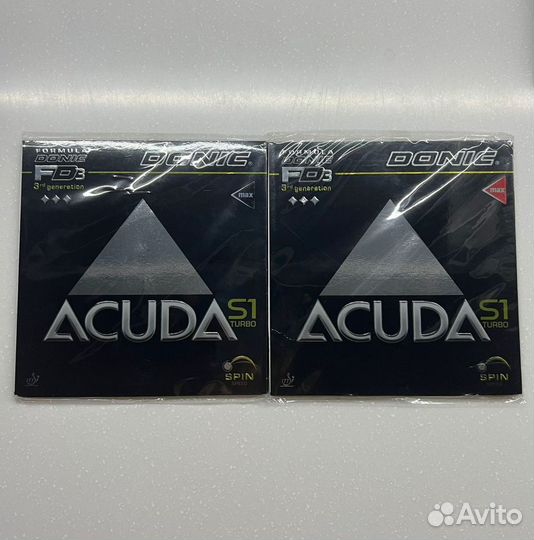 FORMULA
DONIC
FD3
3rd generation
DONIC
max
ACUDA S1
TURBO
SPIN
SPEED
FORMULA
DONIC
FD3
3rd generation
DONIC
max
ACUDA S1
TURBO
SPIN
SPEED
Avito